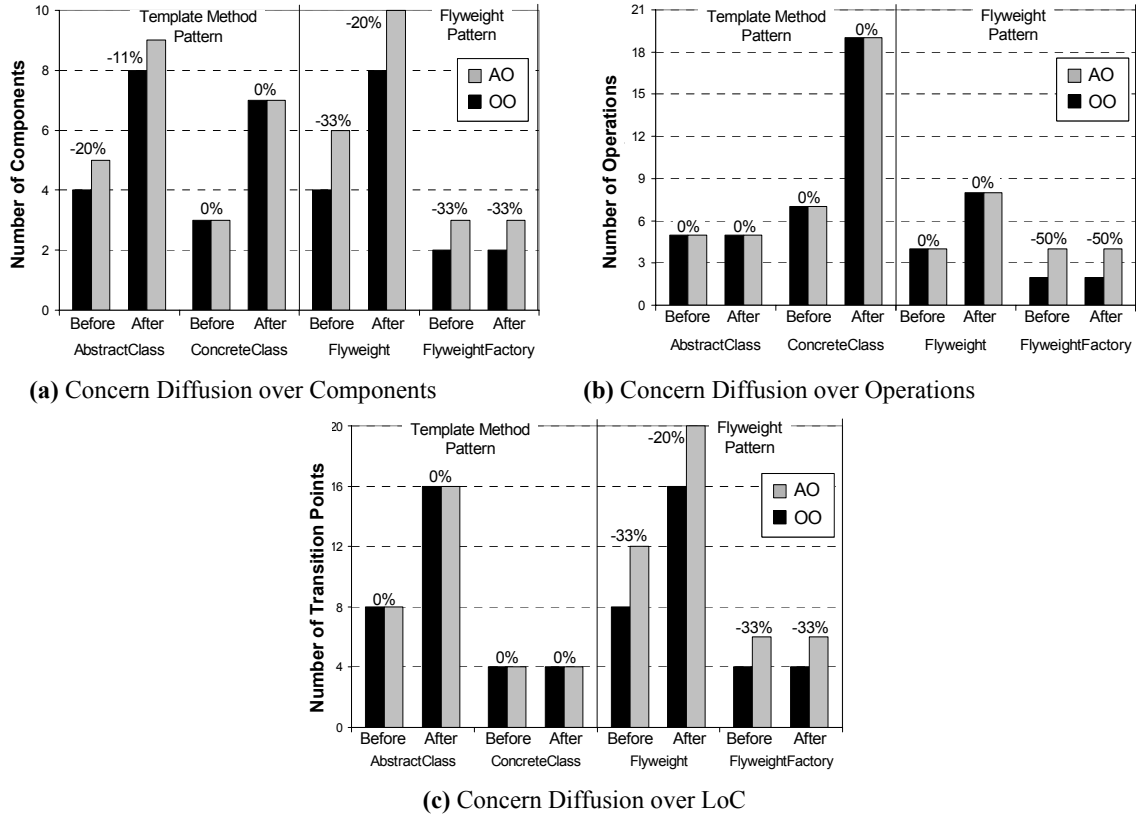 Template Method
Pattern
Flyweight
Pattern
Number of Components
10
8
6
4
2
0
-20%
-11%
0%
0%
-33%
-20%
-33%
-33%
AO
OO
Before After Before After Before After Before After
AbstractClass ConcreteClass Flyweight FlyweightFactory
(a) Concern Diffusion over Components
Template Method
Pattern
Flyweight
Pattern
Number of Operations
21
18
15
12
9
6
3
0
0%
0%
0%
0%
0%
0%
-50%
-50%
AO
OO
Before After Before After Before After Before After
AbstractClass ConcreteClass Flyweight FlyweightFactory
(b) Concern Diffusion over Operations
Template Method
Pattern
Flyweight
Pattern
Number of Transition Points
20
16
12
8
4
0
0%
0%
0%
0%
-33%
-20%
-33%
-33%
AO
OO
Before After Before After Before After Before After
AbstractClass ConcreteClass Flyweight FlyweightFactory
(c) Concern Diffusion over LoC